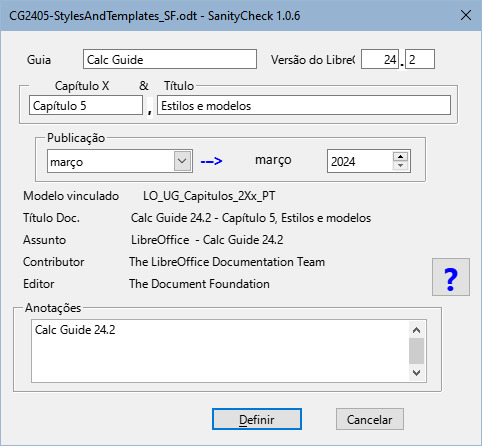 CG2405-StylesAndTemplates_SF.odt - SanityCheck 1.0.6
Guia Calc Guide Versão do LibreO 24 . 2
Capítulo X & Título
Capítulo 5 , Estilos e modelos
Publicação
março ---> março 2024
Modelo vinculado LO_UG_Capitulos_2Xx_PT
Título Doc. Calc Guide 24.2 - Capítulo 5, Estilos e modelos
Assunto LibreOffice - Calc Guide 24.2
Contributor The LibreOffice Documentation Team
Editor The Document Foundation
?
Anotações
Calc Guide 24.2
Definir Cancelar